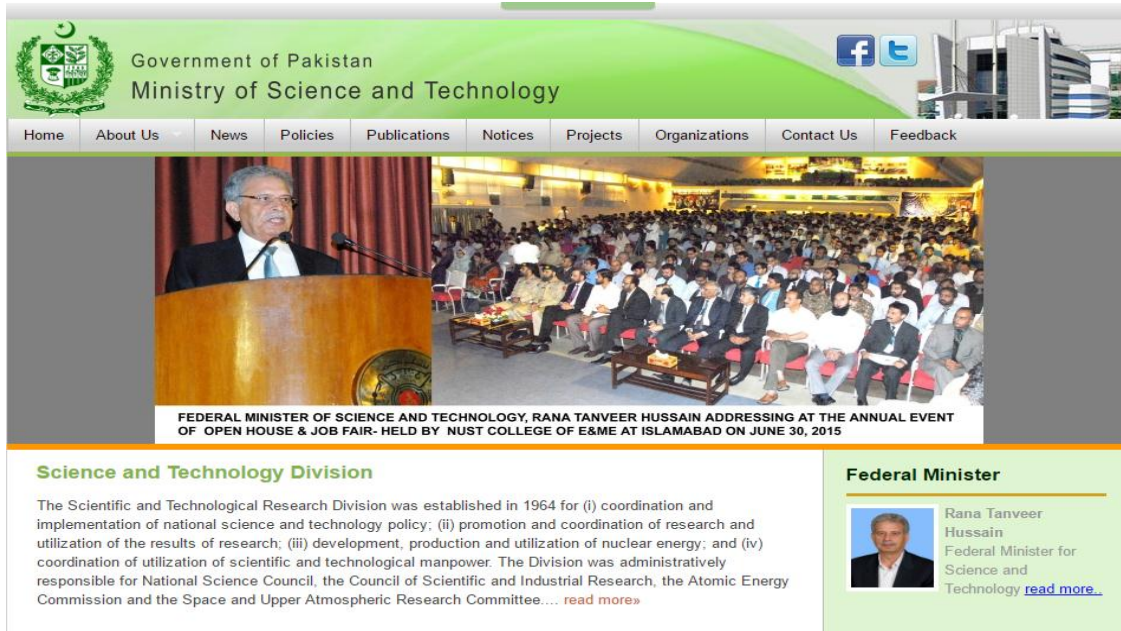 Government of Pakistan
Ministry of Science and Technology
Home About Us News Policies Publications Notices Projects Organizations Contact Us Feedback
FEDERAL MINISTER OF SCIENCE AND TECHNOLOGY, RANA TANVEER HUSSAIN ADDRESSING AT THE ANNUAL EVENT
OF OPEN HOUSE & JOB FAIR- HELD BY NUST COLLEGE OF E&ME AT ISLAMABAD ON JUNE 30, 2015
Science and Technology Division
The Scientific and Technological Research Division was established in 1964 for (i) coordination and
implementation of national science and technology policy; (ii) promotion and coordination of research and
utilization of the results of research; (iii) development, production and utilization of nuclear energy; and (iv)
coordination of utilization of scientific and technological manpower. The Division was administratively
responsible for National Science Council, the Council of Scientific and Industrial Research, the Atomic Energy
Commission and the Space and Upper Atmospheric Research Committee.... read more»
Federal Minister
Rana Tanveer
Hussain
Federal Minister for
Science and
Technology read more..